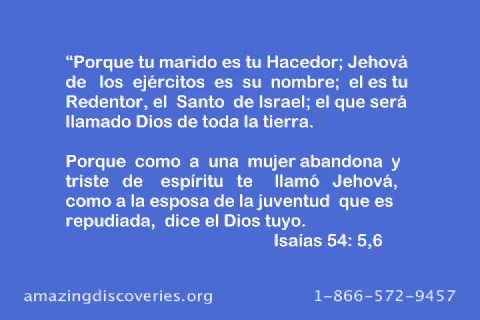 “Porque tu marido es tu Hacedor; Jehová
de los ejércitos es su nombre; el es tu
Redentor, el Santo de Israel; el que será
llamado Dios de toda la tierra.
Porque como a una mujer abandona y
triste de espíritu te llamó Jehová,
como a la esposa de la juventud que es
repudiada, dice el Dios tuyo.
Isaías 54: 5,6
amazingdiscoveries.org
1-866-572-9457